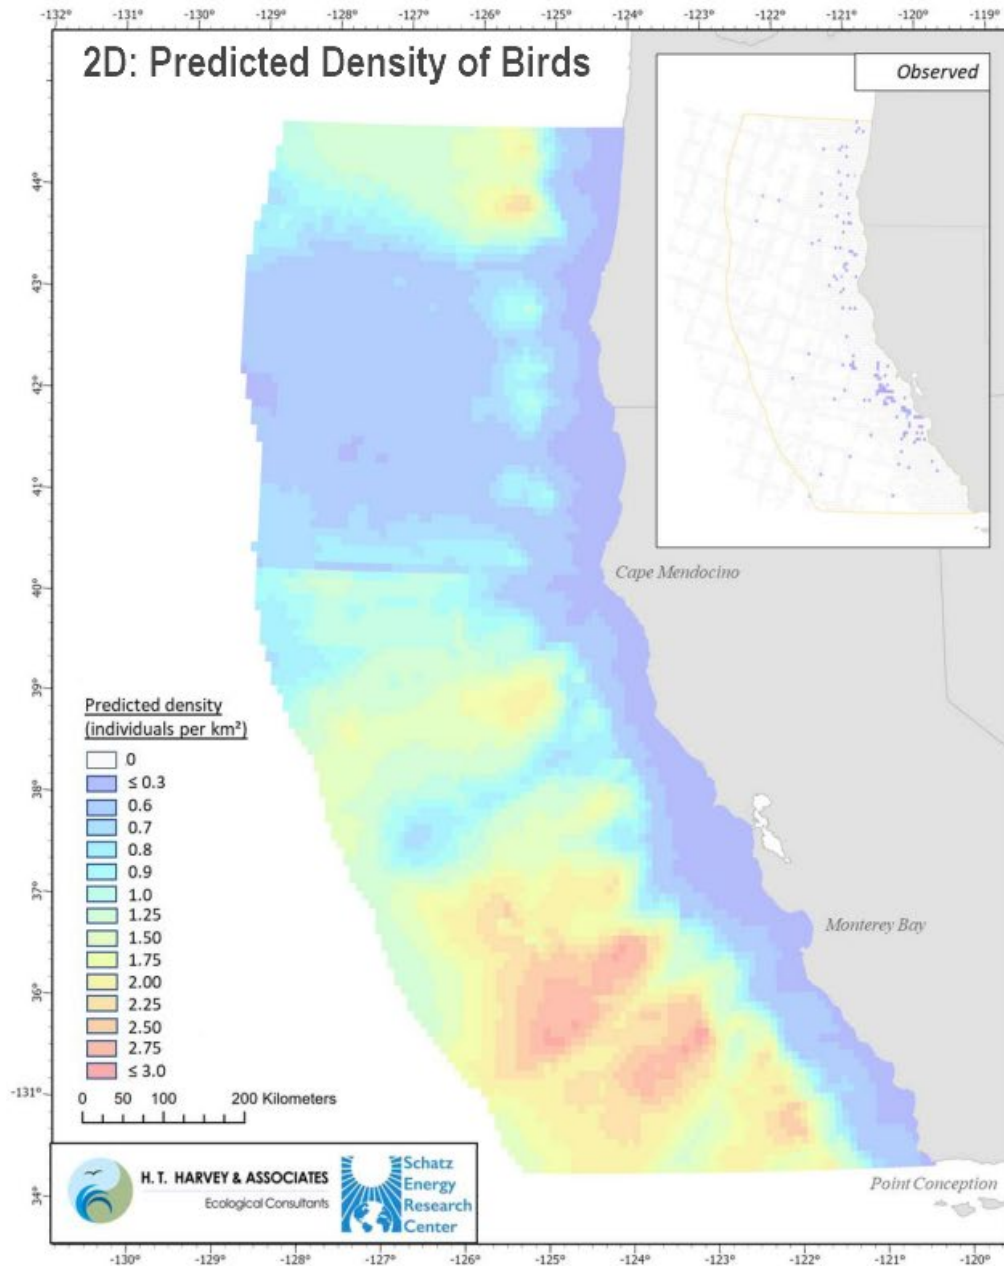 -132° -131° -130° -129° -128° -127° -126° -125° -124° -123° -122° -121° -120° -119°
2D: Predicted Density of Birds
Observed
44°
43°
42°
41°
40°
39°
38°
37°
36°
-131°
34°
Cape Mendocino
Monterey Bay
Point Conception
Predicted density
(individuals per km²)
0
≤ 0.3
0.6
0.7
0.8
0.9
1.0
1.25
1.50
1.75
2.00
2.25
2.50
2.75
≤ 3.0
0 50 100 200 Kilometers
H. T. HARVEY & ASSOCIATES
Ecological Consultants
Schatz
Energy
Research
Center
-130° -129° -128° -127° -126° -125° -124° -123° -122° -121° -120°